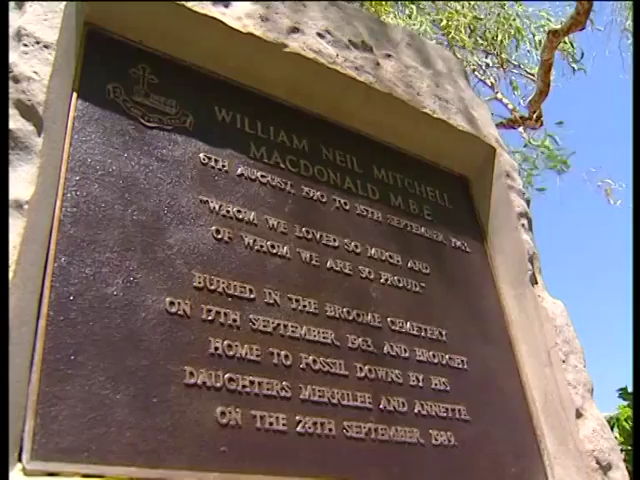 WILLIAM NEIL MITCHELL
MACDONALD M.B.E.
6TH AUGUST, 1910 TO 15TH SEPTEMBER, 1963.
"WHOM WE LOVED SO MUCH AND
OF WHOM WE ARE SO PROUD."
BURIED IN THE BROOME CEMETERY
ON 17TH SEPTEMBER 1963. AND BROUGHT
HOME TO FOSSIL DOWNS BY HIS
DAUGHTERS MERRILEE AND ANNETTE
ON THE 28TH SEPTEMBER, 1989.